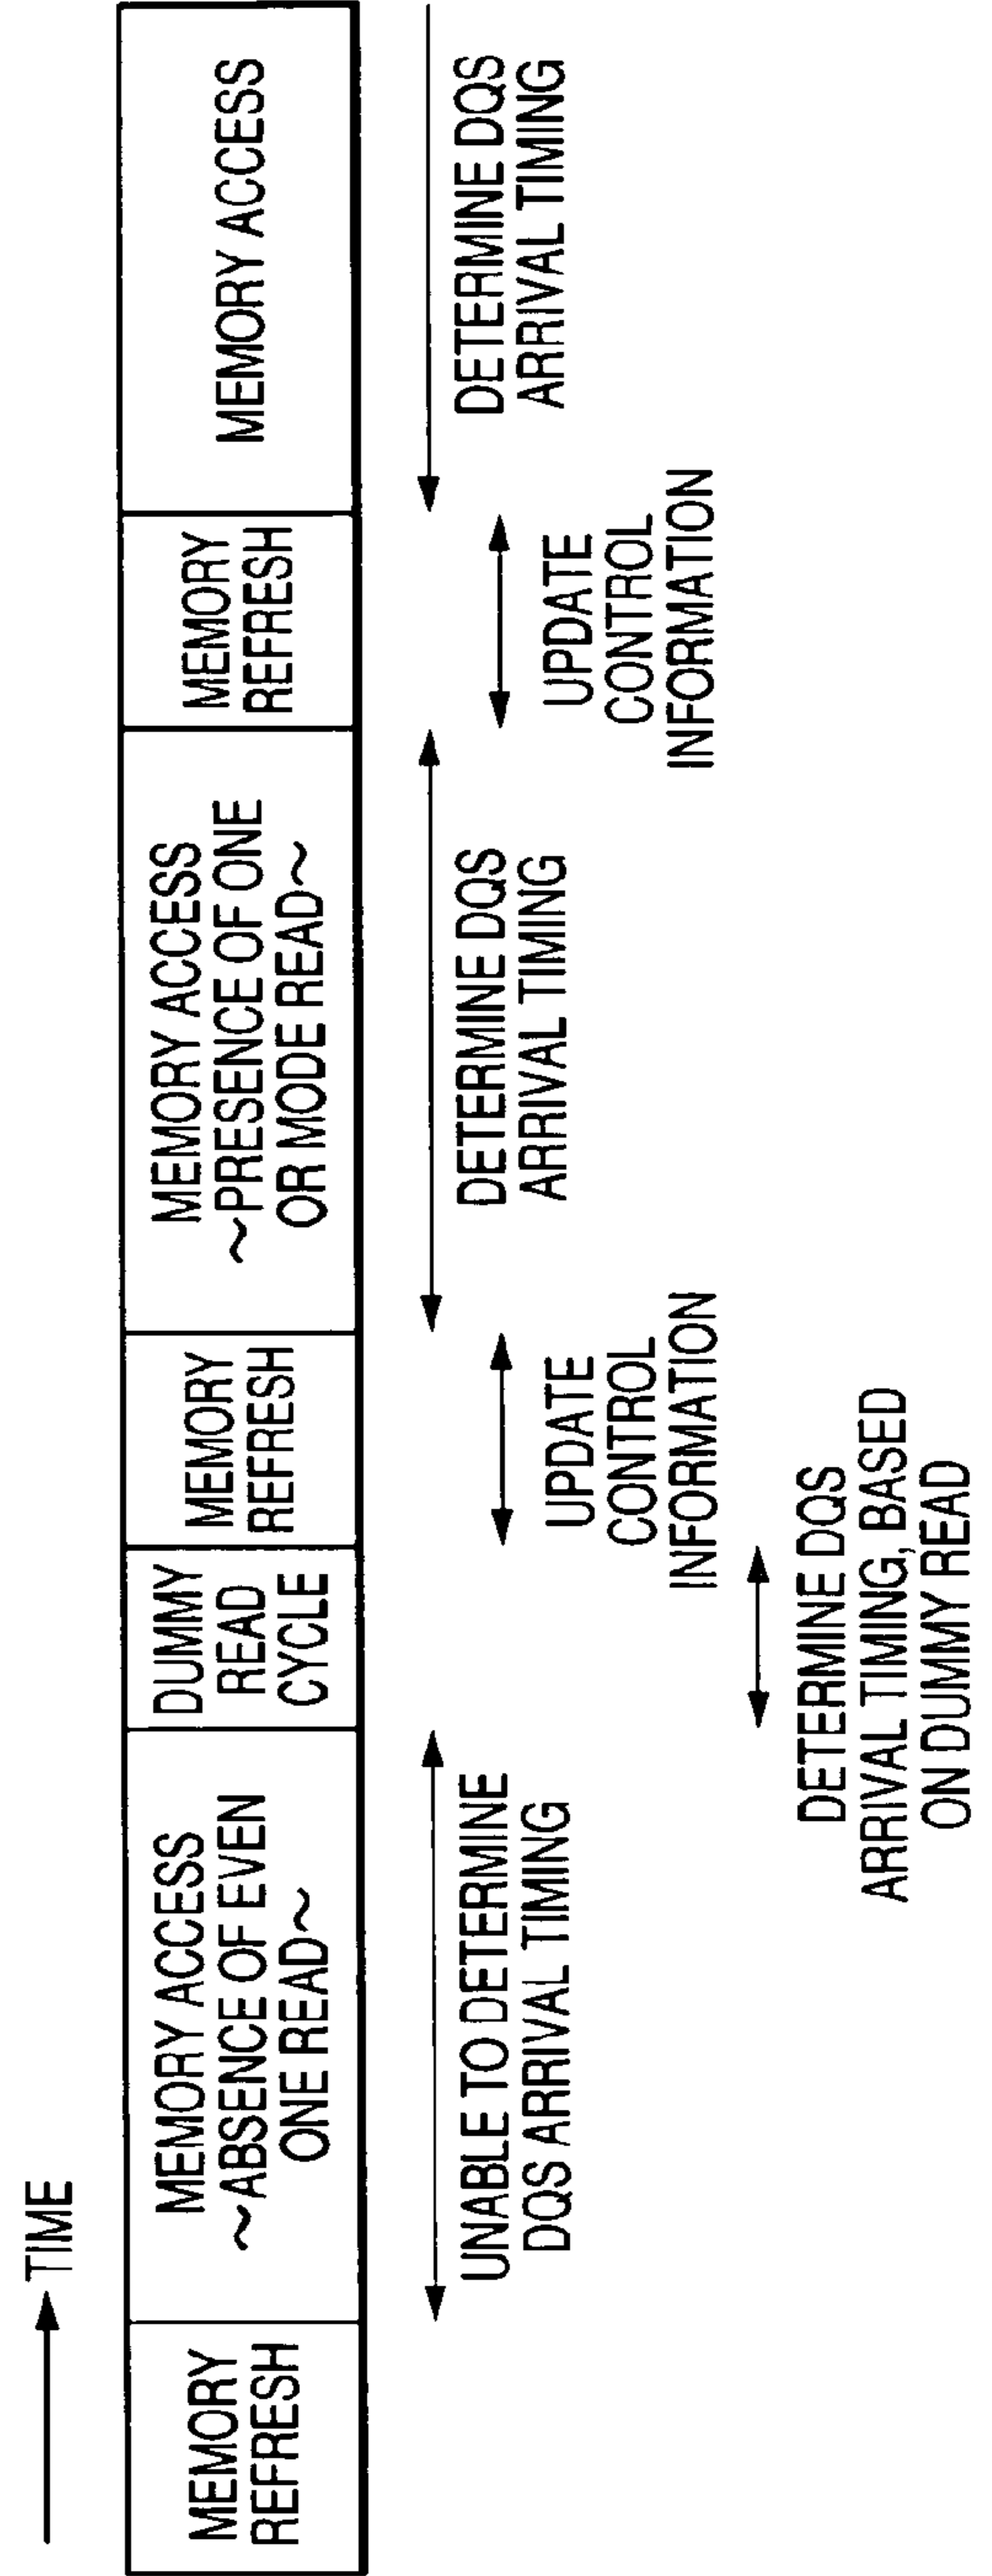 TIME
MEMORY
REFRESH
MEMORY ACCESS
~ABSENCE OF EVEN
ONE READ~
DUMMY
READ
CYCLE
MEMORY
REFRESH
MEMORY ACCESS
~PRESENCE OF ONE
OR MODE READ~
MEMORY
REFRESH
MEMORY ACCESS
UNABLE TO DETERMINE
DQS ARRIVAL TIMING
DETERMINE DQS
ARRIVAL TIMING
DETERMINE DQS
ARRIVAL TIMING
UPDATE
CONTROL
INFORMATION
UPDATE
CONTROL
INFORMATION
DETERMINE DQS
ARRIVAL TIMING, BASED
ON DUMMY READ